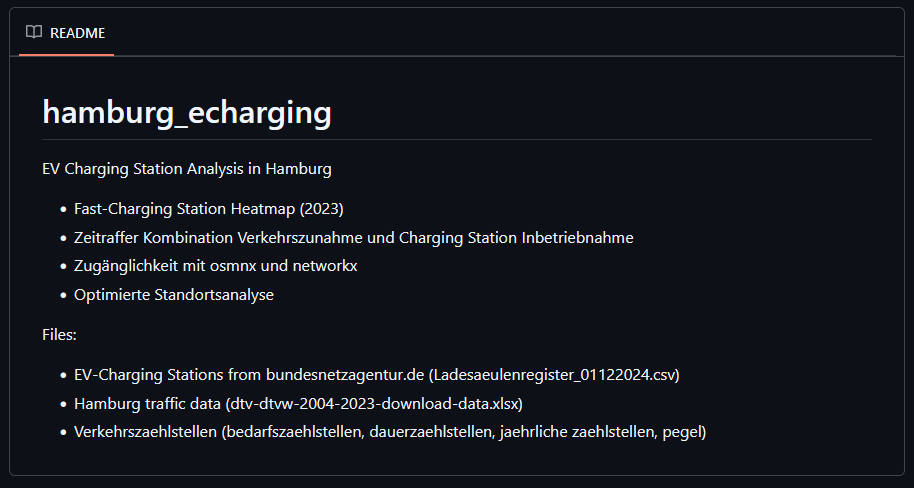 README
hamburg_echarging
EV Charging Station Analysis in Hamburg
Fast-Charging Station Heatmap (2023)
Zeitraffer Kombination Verkehrszunahme und Charging Station Inbetriebnahme
Zugänglichkeit mit osmnx und networkx
Optimierte Standortsanalyse
Files:
EV-Charging Stations from bundesnetzagentur.de (Ladesaeulenregister_01122024.csv)
Hamburg traffic data (dtv-dtvw-2004-2023-download-data.xlsx)
Verkehrszaehlstellen (bedarfszaehlstellen, dauerzaehlstellen, jaehrliche zaehlstellen, pegel)